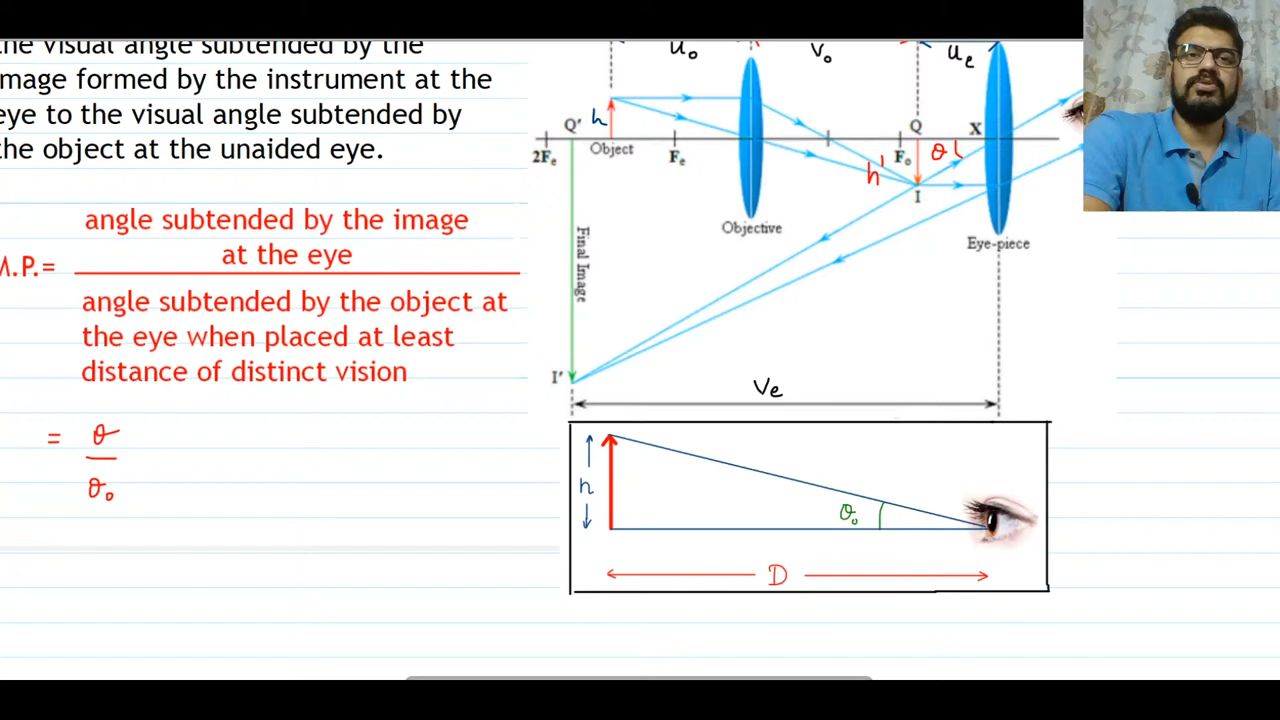 the visual angle subtended by the
image formed by the instrument at the
eye to the visual angle subtended by
the object at the unaided eye.
M.P.=
angle subtended by the image
at the eye
angle subtended by the object at
the eye when placed at least
distance of distinct vision
= θ
θ₀
u₀ v₀ uₑ
h
Q' Q X
Object
2Fₑ Fₑ F₀ θ
h'
I
Objective
Eye-piece
Final Image
I'
Vₑ
h
θ₀
D